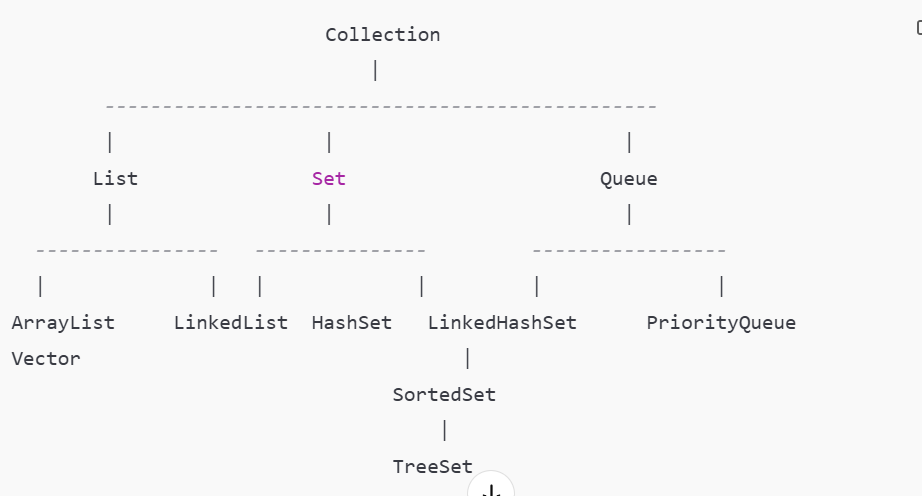 Collection
|
------------------------------------------------
| | |
List Set Queue
| | |
---------------- --------------- -----------------
| | | | | |
ArrayList LinkedList HashSet LinkedHashSet PriorityQueue
Vector |
SortedSet
|
TreeSet